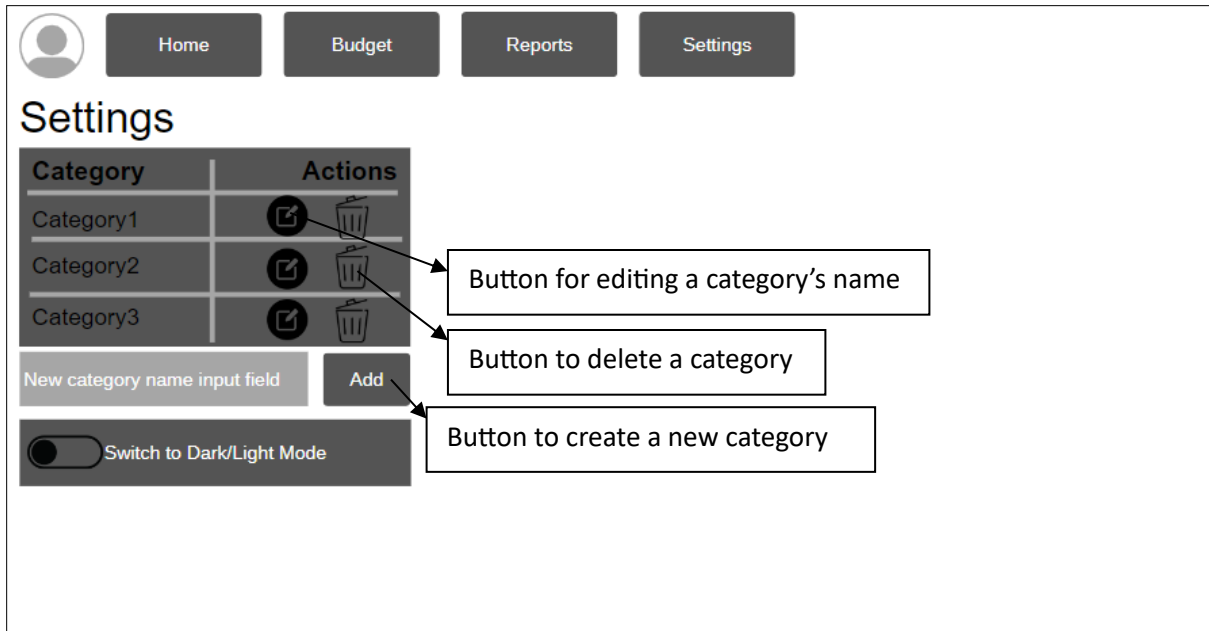 Home
Budget
Reports
Settings
Settings
Category
Actions
Category1
Category2
Category3
Button for editing a category’s name
Button to delete a category
New category name input field
Add
Button to create a new category
Switch to Dark/Light Mode